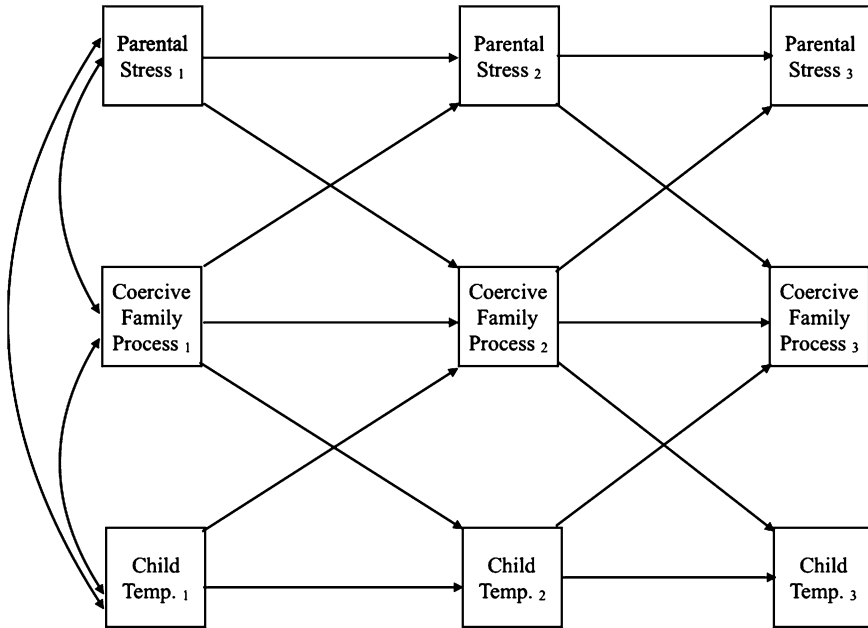 Parental
Stress 1
Parental
Stress 2
Parental
Stress 3
Coercive
Family
Process 1
Coercive
Family
Process 2
Coercive
Family
Process 3
Child
Temp. 1
Child
Temp. 2
Child
Temp. 3